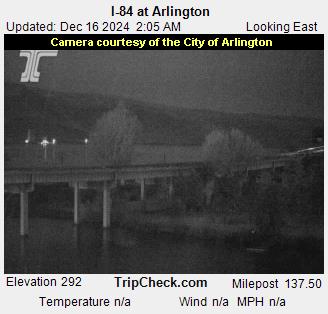 I-84 at Arlington
Updated: Dec 16 2024 2:05 AM Looking East
Camera courtesy of the City of Arlington
Elevation 292 TripCheck.com Milepost 137.50
Temperature n/a Wind n/a MPH n/a